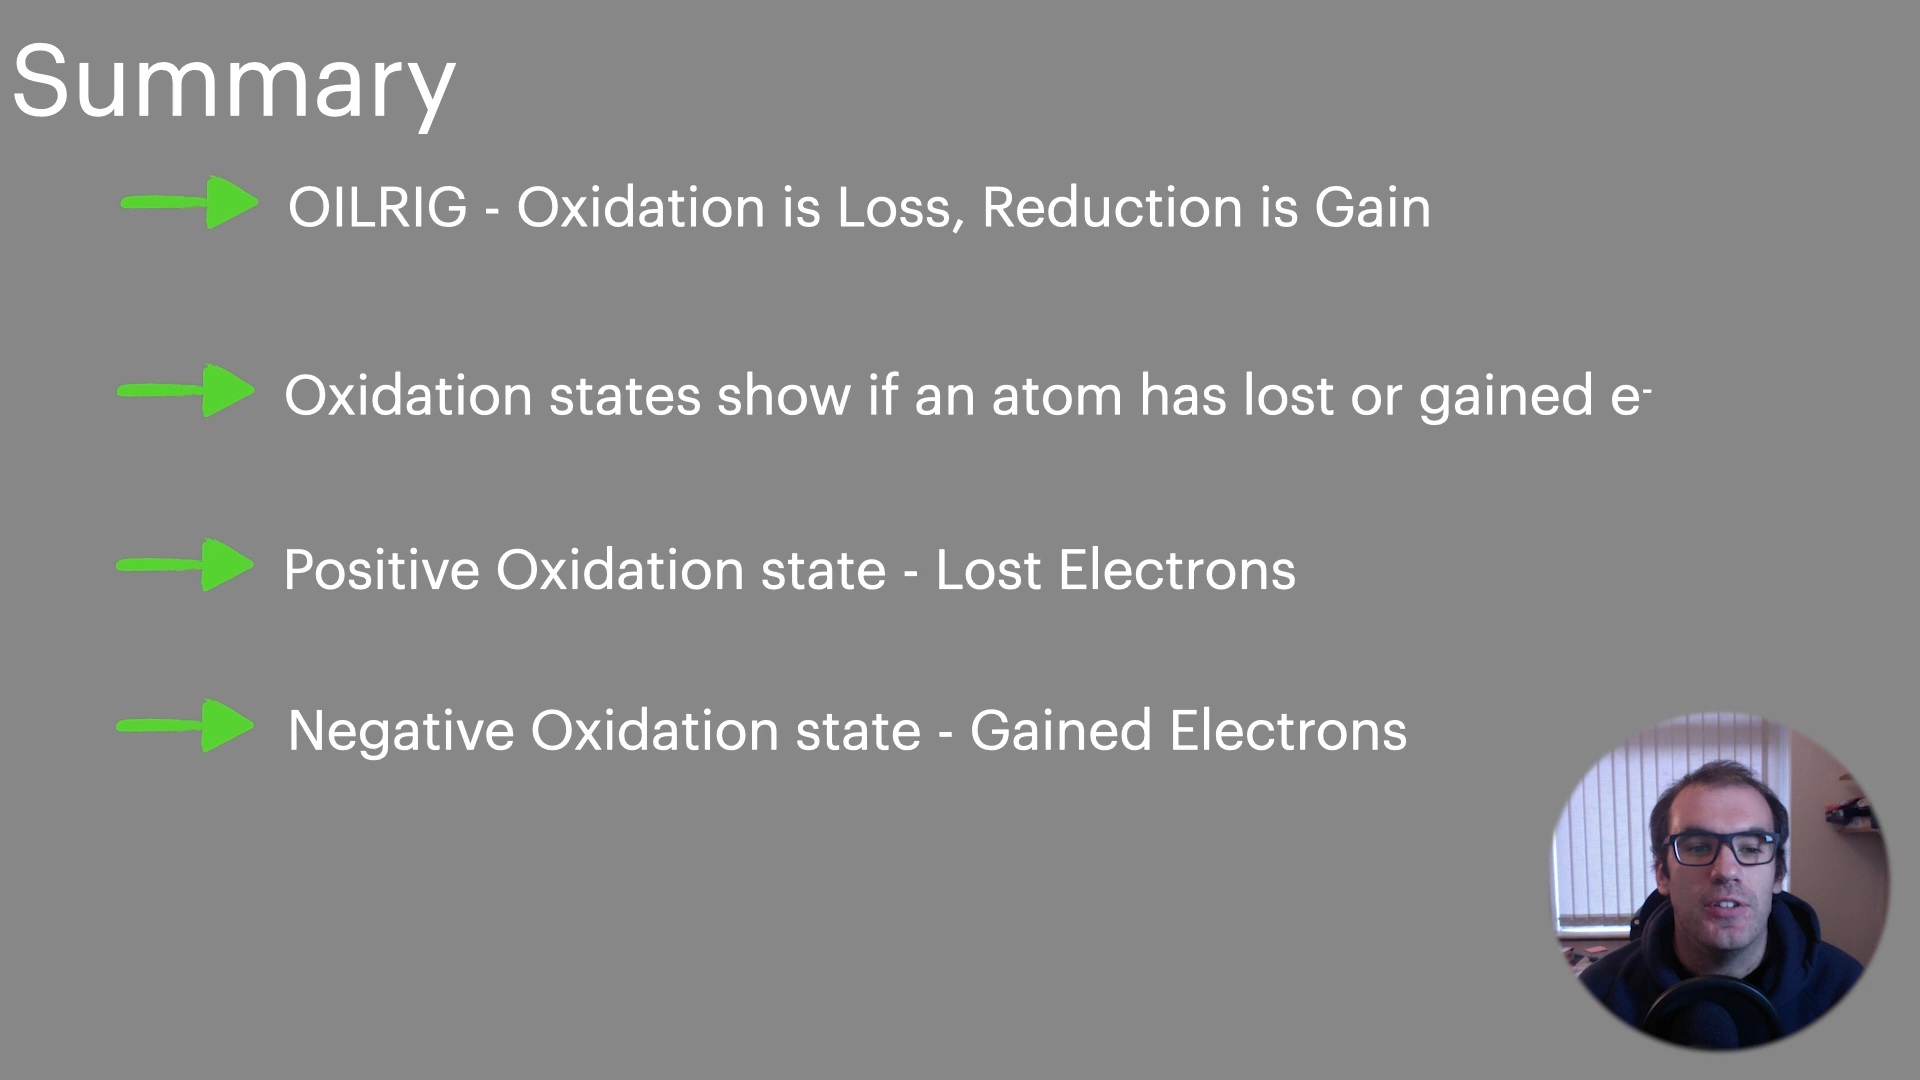 Summary
OILRIG - Oxidation is Loss, Reduction is Gain
Oxidation states show if an atom has lost or gained e⁻
Positive Oxidation state - Lost Electrons
Negative Oxidation state - Gained Electrons